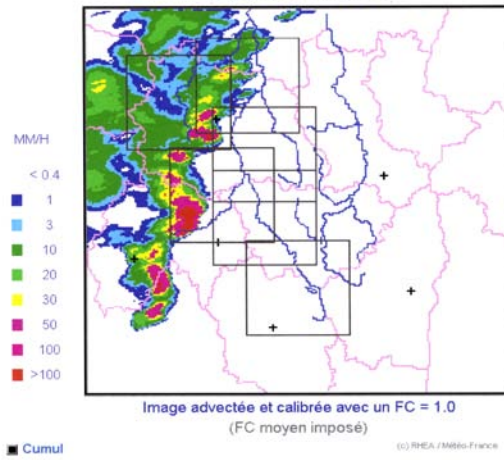 MM/H
< 0.4
1
3
10
20
30
50
100
>100
Image advectée et calibrée avec un FC = 1.0
(FC moyen imposé)
Cumul
(c) RHEA / Météo-France